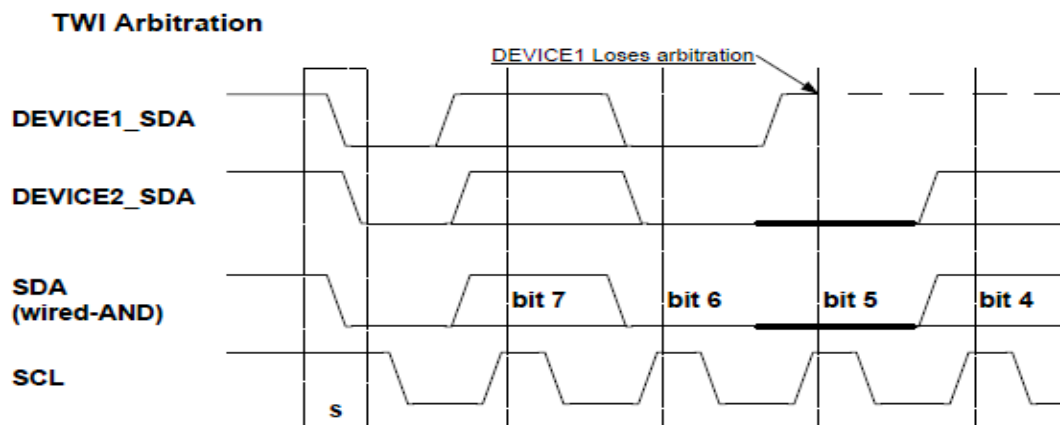 TWI Arbitration
DEVICE1 Loses arbitration
DEVICE1_SDA
DEVICE2_SDA
SDA
(wired-AND)
bit 7 bit 6 bit 5 bit 4
SCL
S